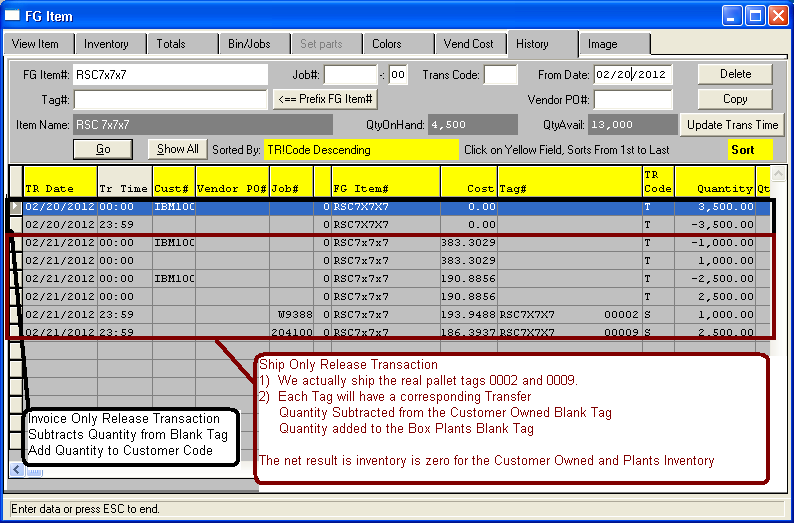 FG Item
View Item Inventory Totals Bin/Jobs Set parts Colors Vend Cost History Image
FG Item#: RSC7x7x7 Job#: -: 00 Trans Code: From Date: 02/20/2012 Delete
Tag#: <== Prefix FG Item# Vendor PO#: Copy
Item Name: RSC 7x7x7 QtyOnHand: 4,500 QtyAvail: 13,000 Update Trans Time
Go Show All Sorted By: TR!Code Descending Click on Yellow Field, Sorts From 1st to Last Sort
TR Date Tr Time Cust# Vendor PO# Job# FG Item# Cost Tag# TR Code Quantity Qt
02/20/2012 00:00 IBM100 0 RSC7X7X7 0.00 T 3,500.00
02/20/2012 23:59 0 RSC7X7X7 0.00 T -3,500.00
02/21/2012 00:00 IBM100 0 RSC7x7x7 383.3029 T -1,000.00
02/21/2012 00:00 0 RSC7x7x7 383.3029 T 1,000.00
02/21/2012 00:00 IBM100 0 RSC7x7x7 190.8856 T -2,500.00
02/21/2012 00:00 0 RSC7x7x7 190.8856 T 2,500.00
02/21/2012 23:59 W9388 0 RSC7x7x7 193.9488 RSC7X7X7 00002 S 1,000.00
02/21/2012 23:59 204100 0 RSC7x7x7 186.3937 RSC7X7X7 00009 S 2,500.00
Ship Only Release Transaction
1) We actually ship the real pallet tags 0002 and 0009.
2) Each Tag will have a corresponding Transfer
Quantity Subtracted from the Customer Owned Blank Tag
Quantity added to the Box Plants Blank Tag
The net result is inventory is zero for the Customer Owned and Plants Inventory
Invoice Only Release Transaction
Subtracts Quantity from Blank Tag
Add Quantity to Customer Code
Enter data or press ESC to end.